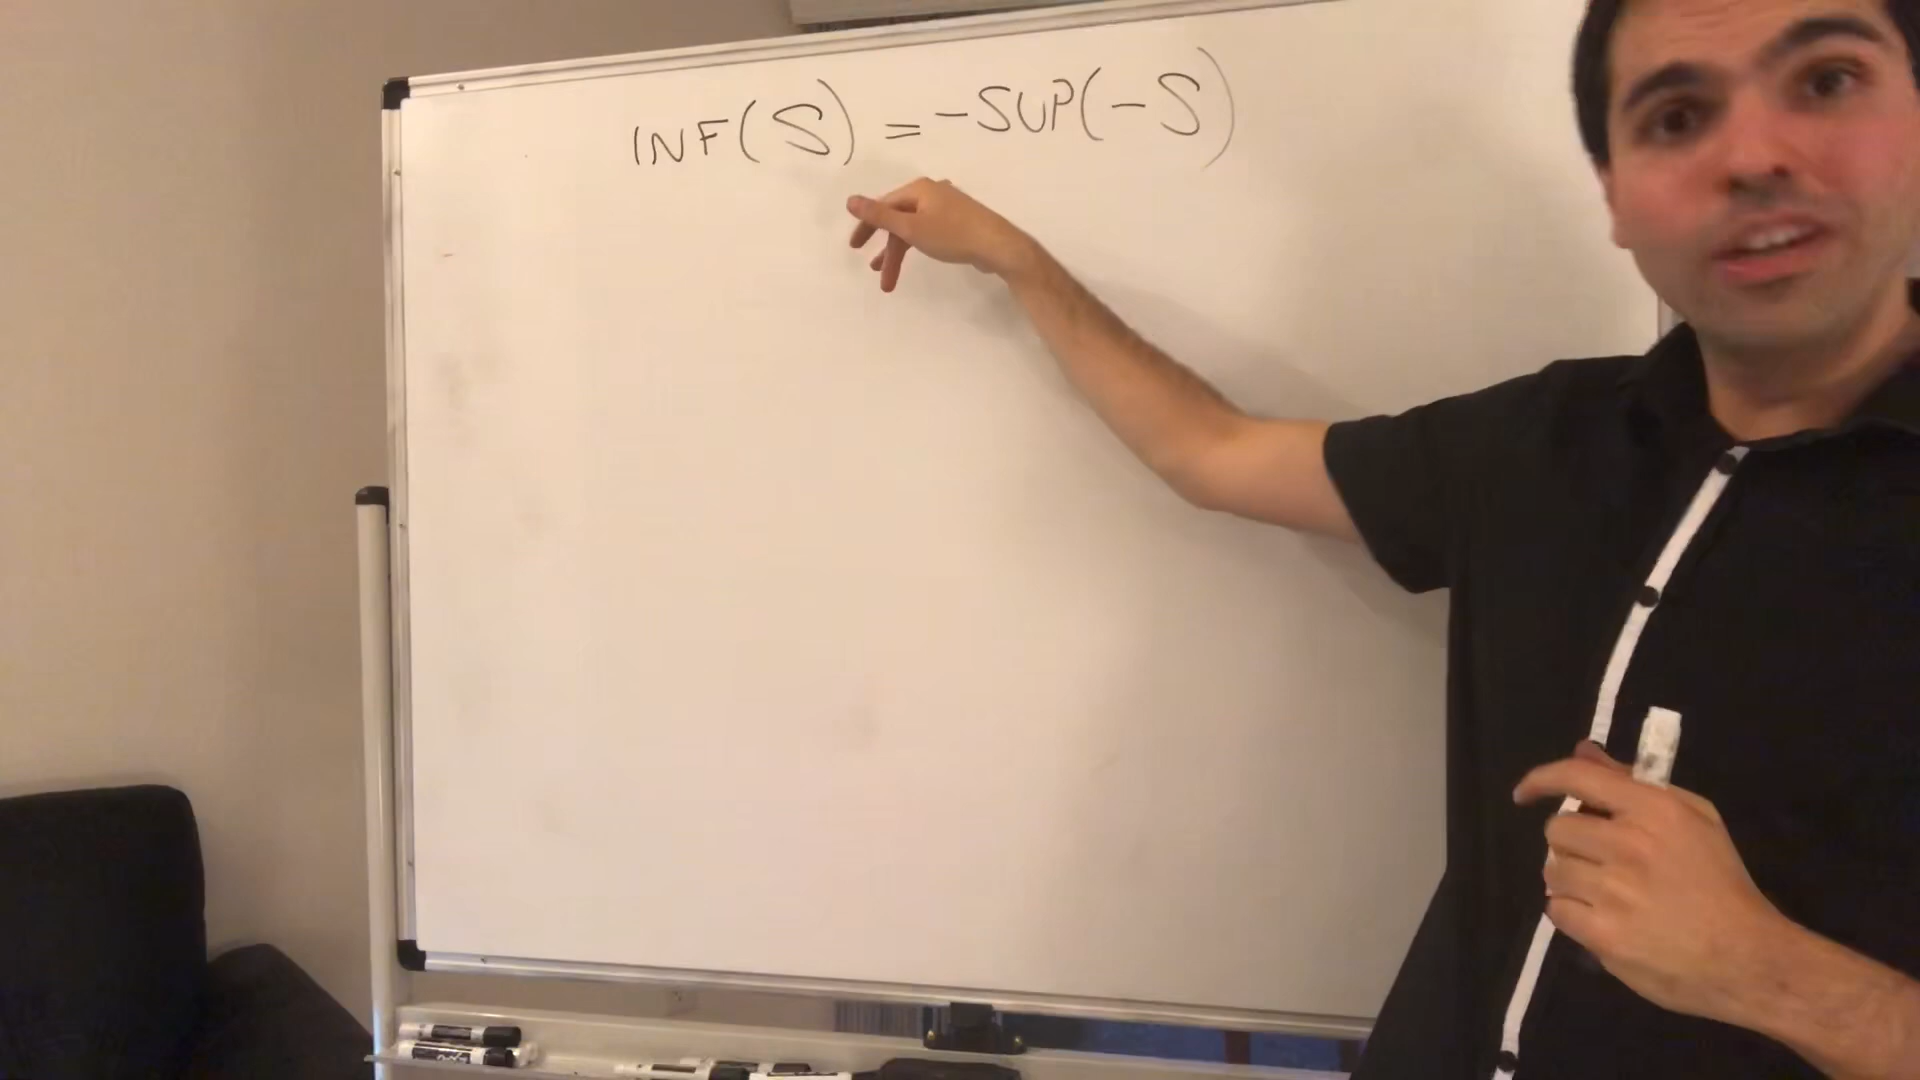 INF(S) = -SUP(-S)